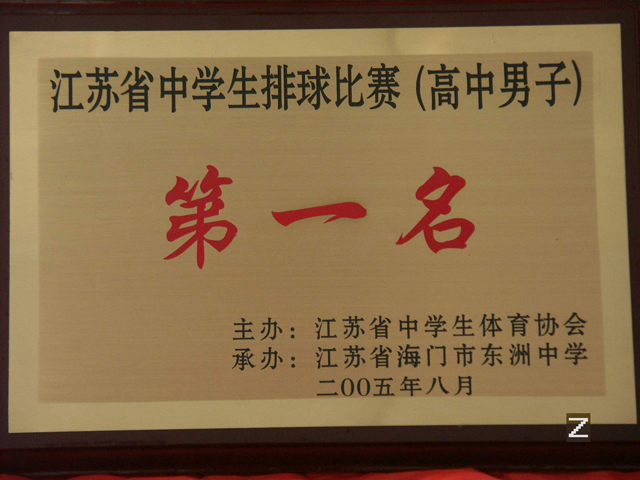 江苏省中学生排球比赛（高中男子）
第一名
主办：江苏省中学生体育协会
承办：江苏省海门市东洲中学
二00五年八月
Z